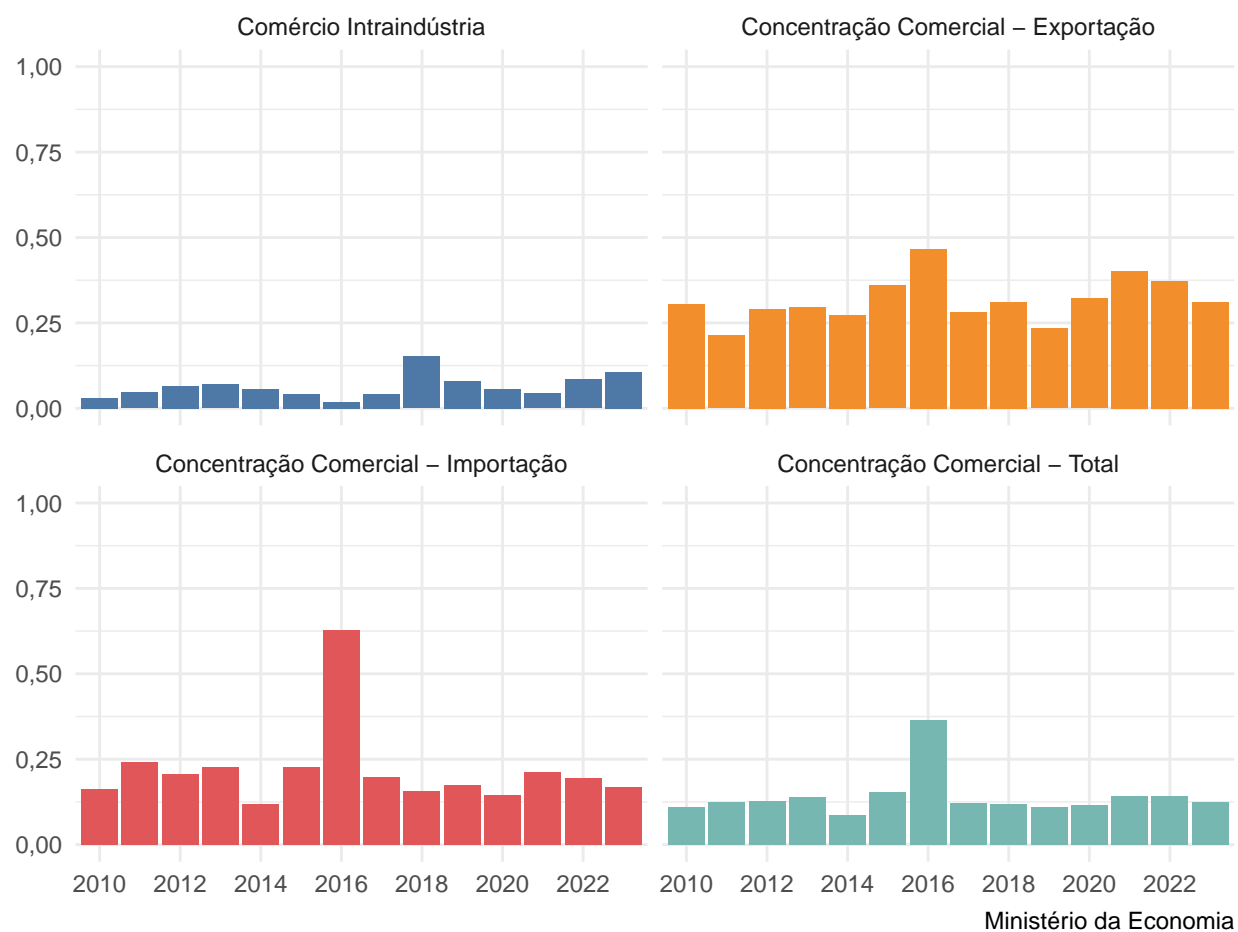 Comércio Intraindústria
Concentração Comercial – Exportação
1,00
0,75
0,50
0,25
0,00
Concentração Comercial – Importação
Concentração Comercial – Total
1,00
0,75
0,50
0,25
0,00
2010 2012 2014 2016 2018 2020 2022
2010 2012 2014 2016 2018 2020 2022
Ministério da Economia